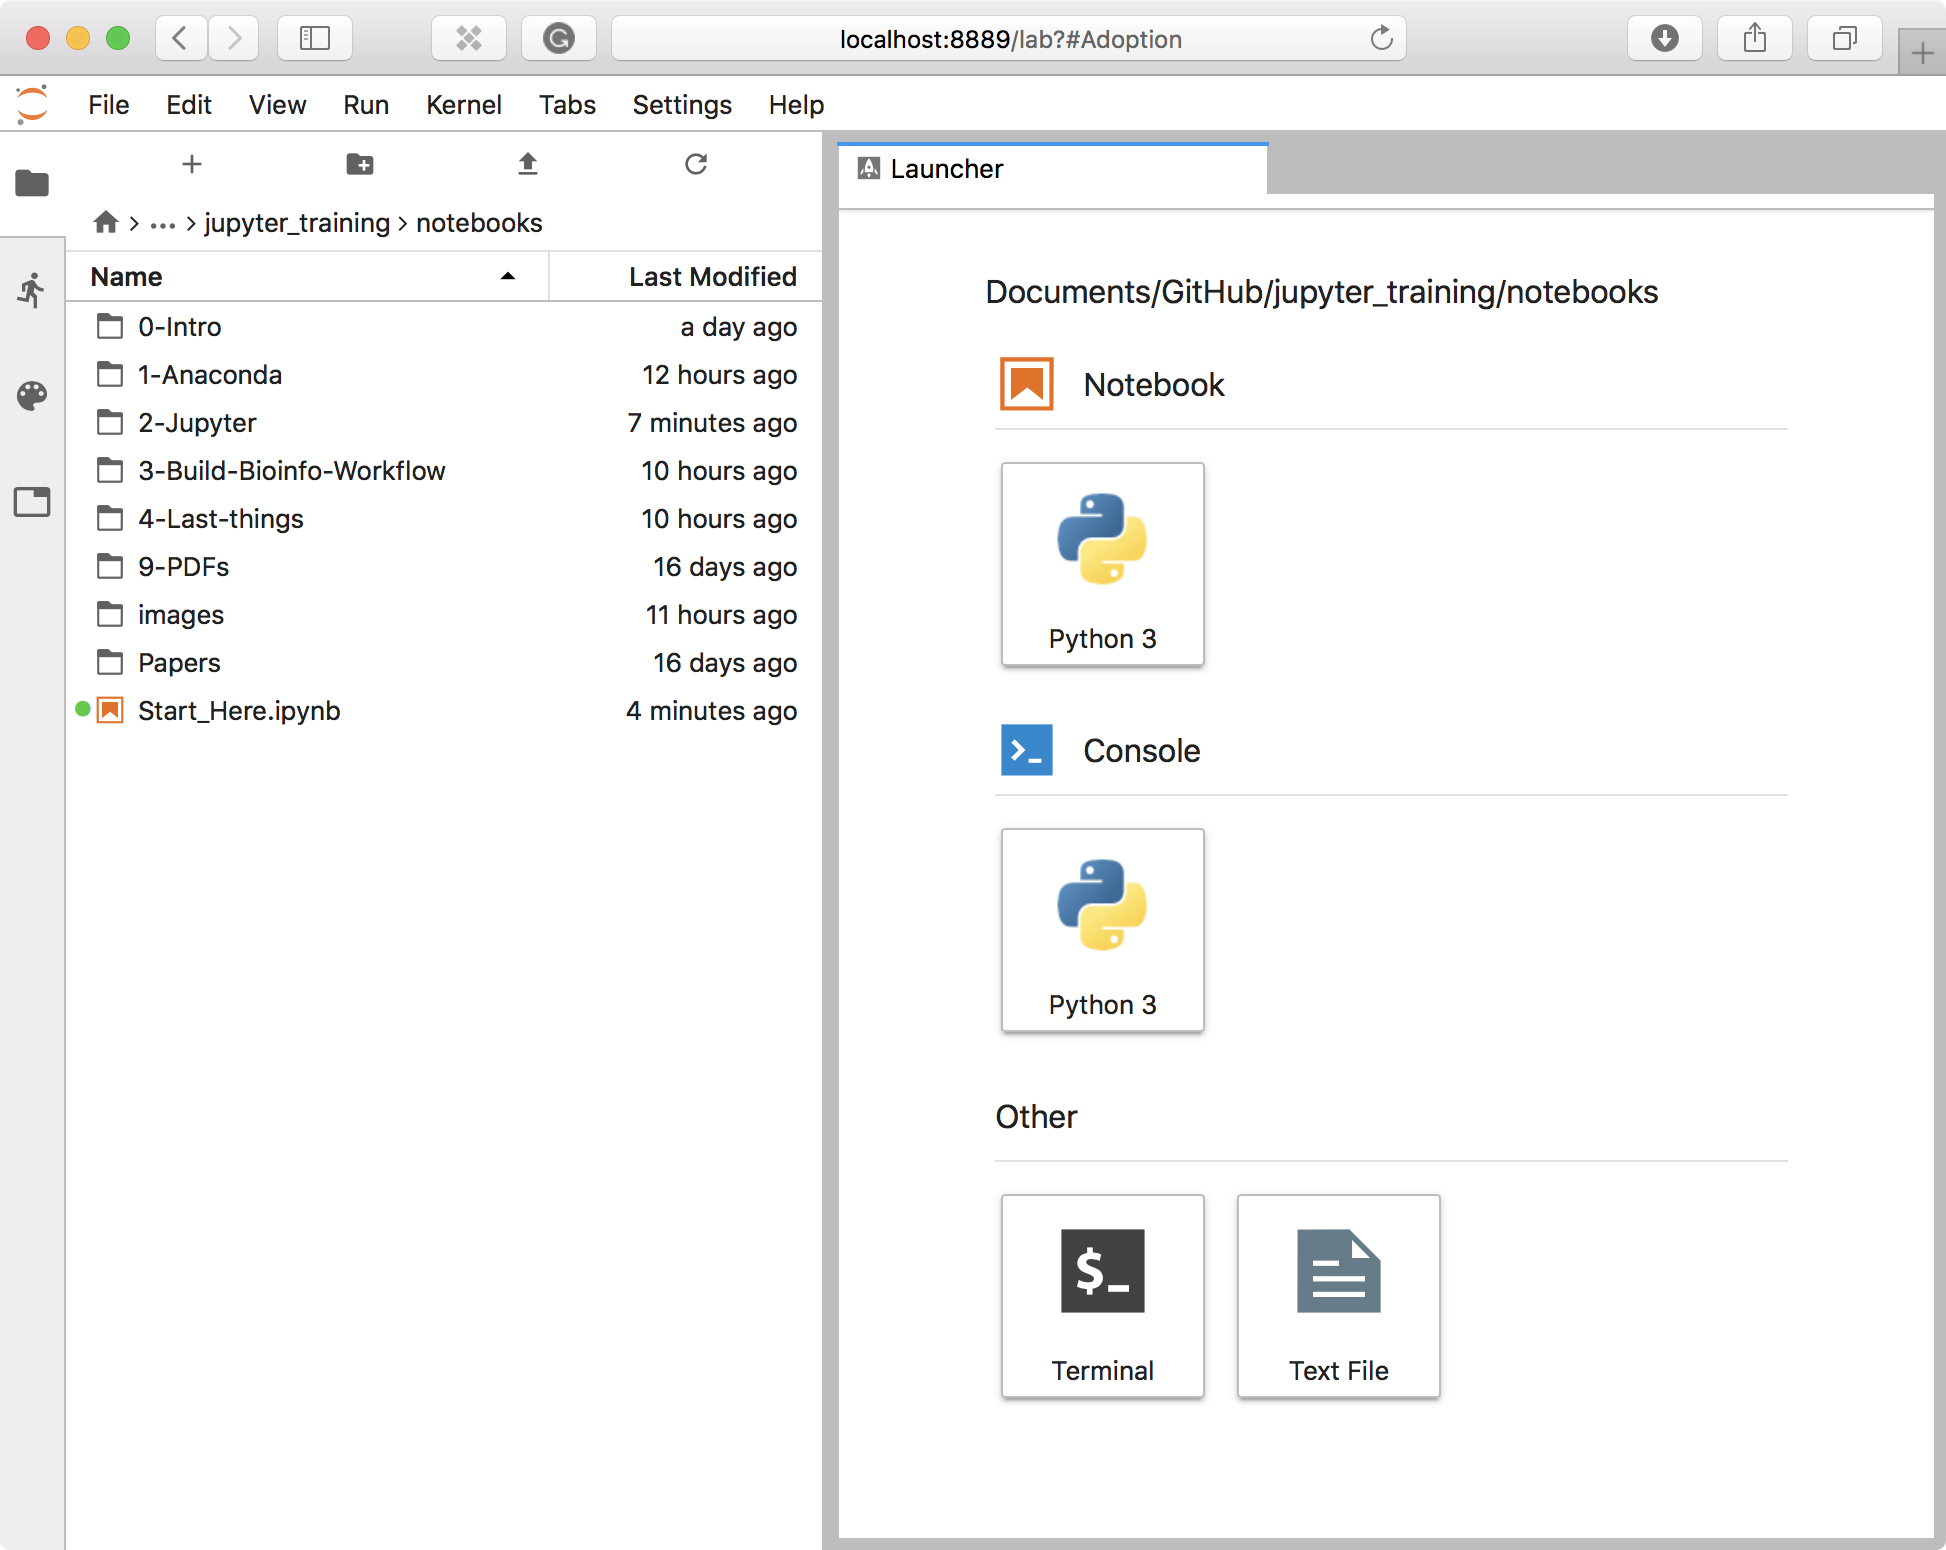 localhost:8889/lab?#Adoption
File Edit View Run Kernel Tabs Settings Help
Launcher
... jupyter_training notebooks
Name Last Modified
0-Intro a day ago
1-Anaconda 12 hours ago
2-Jupyter 7 minutes ago
3-Build-Bioinfo-Workflow 10 hours ago
4-Last-things 10 hours ago
9-PDFs 16 days ago
images 11 hours ago
Papers 16 days ago
Start_Here.ipynb 4 minutes ago
Documents/GitHub/jupyter_training/notebooks
Notebook
Python 3
Console
Python 3
Other
$_
Terminal
Text File